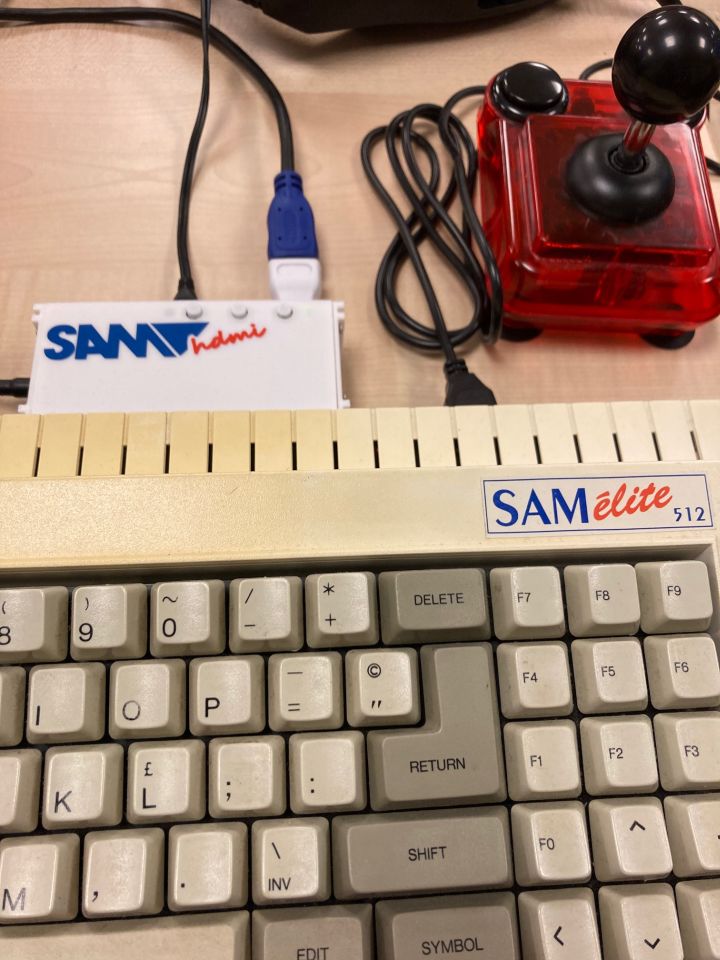 SAM hdmi
SAM élite 512
( 8
) 9
~ 0
/ -
* +
DELETE
F7
F8
F9
I
O
P
— =
© "
F4
F5
F6
K
£ L
;
:
RETURN
F1
F2
F3
M
,
.
\ INV
SHIFT
F0
^
EDIT
SYMBOL
<
v